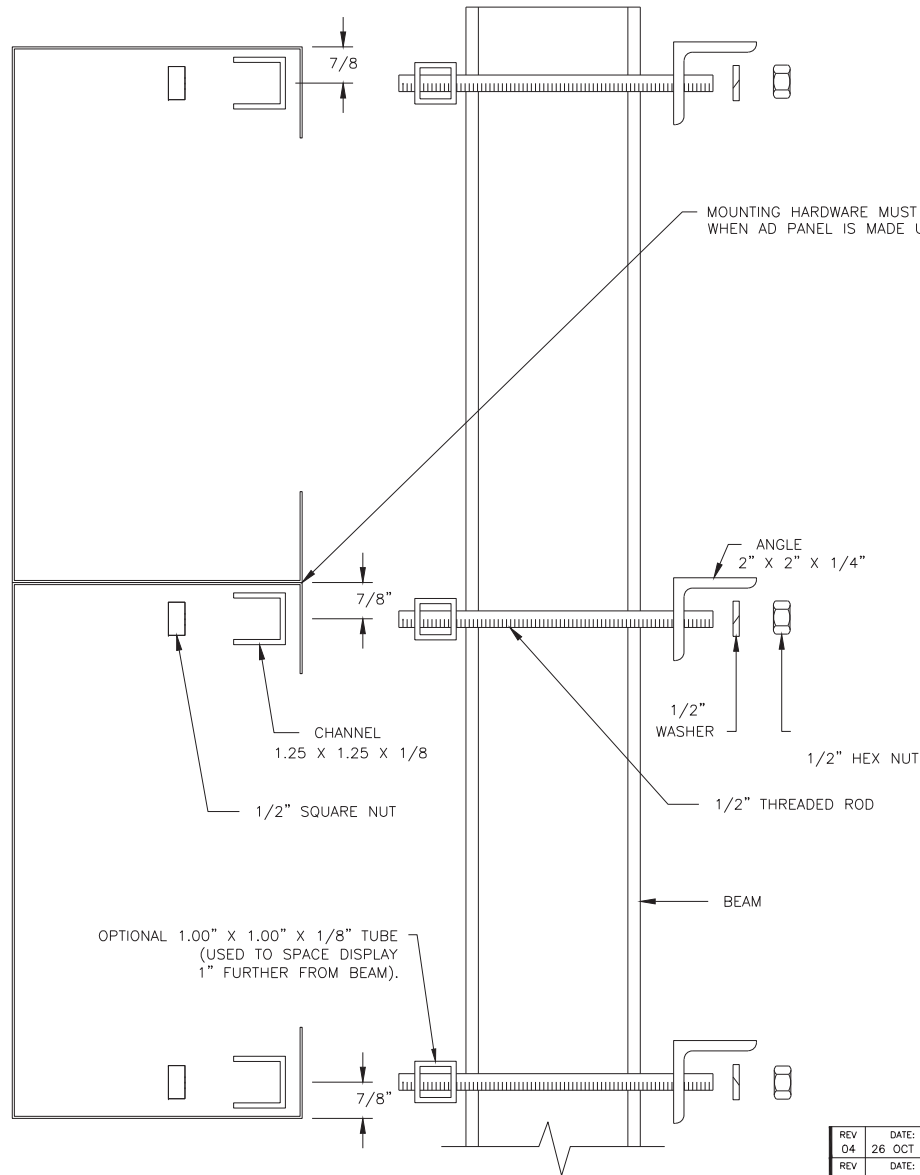 7/8
MOUNTING HARDWARE MUST
WHEN AD PANEL IS MADE
ANGLE
2" X 2" X 1/4"
7/8"
1/2"
WASHER
CHANNEL
1.25 X 1.25 X 1/8
1/2" HEX NUT
1/2" SQUARE NUT
1/2" THREADED ROD
BEAM
OPTIONAL 1.00" X 1.00" X 1/8" TUBE
(USED TO SPACE DISPLAY
1" FURTHER FROM BEAM).
7/8"
REV DATE:
04 26 OCT
REV DATE: